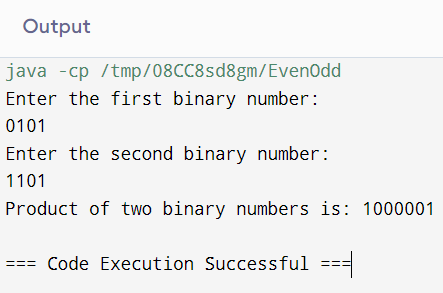 Output
java -cp /tmp/08CC8sd8gm/EvenOdd
Enter the first binary number:
0101
Enter the second binary number:
1101
Product of two binary numbers is: 1000001
=== Code Execution Successful ===